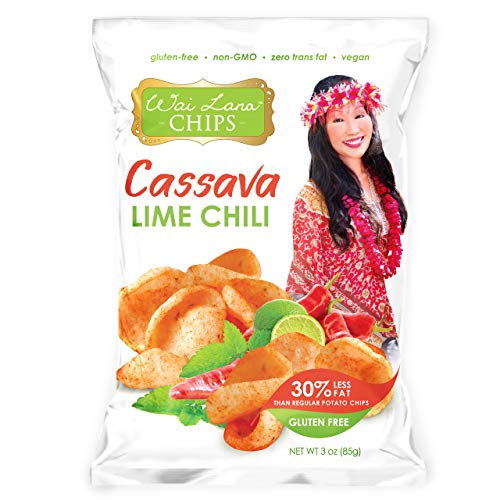 gluten-free • non-GMO • zero trans fat • vegan
Wai Lana™
- CHIPS -
Cassava
LIME CHILI
30% LESS FAT
THAN REGULAR POTATO CHIPS
GLUTEN FREE
NET WT 3 oz (85g)